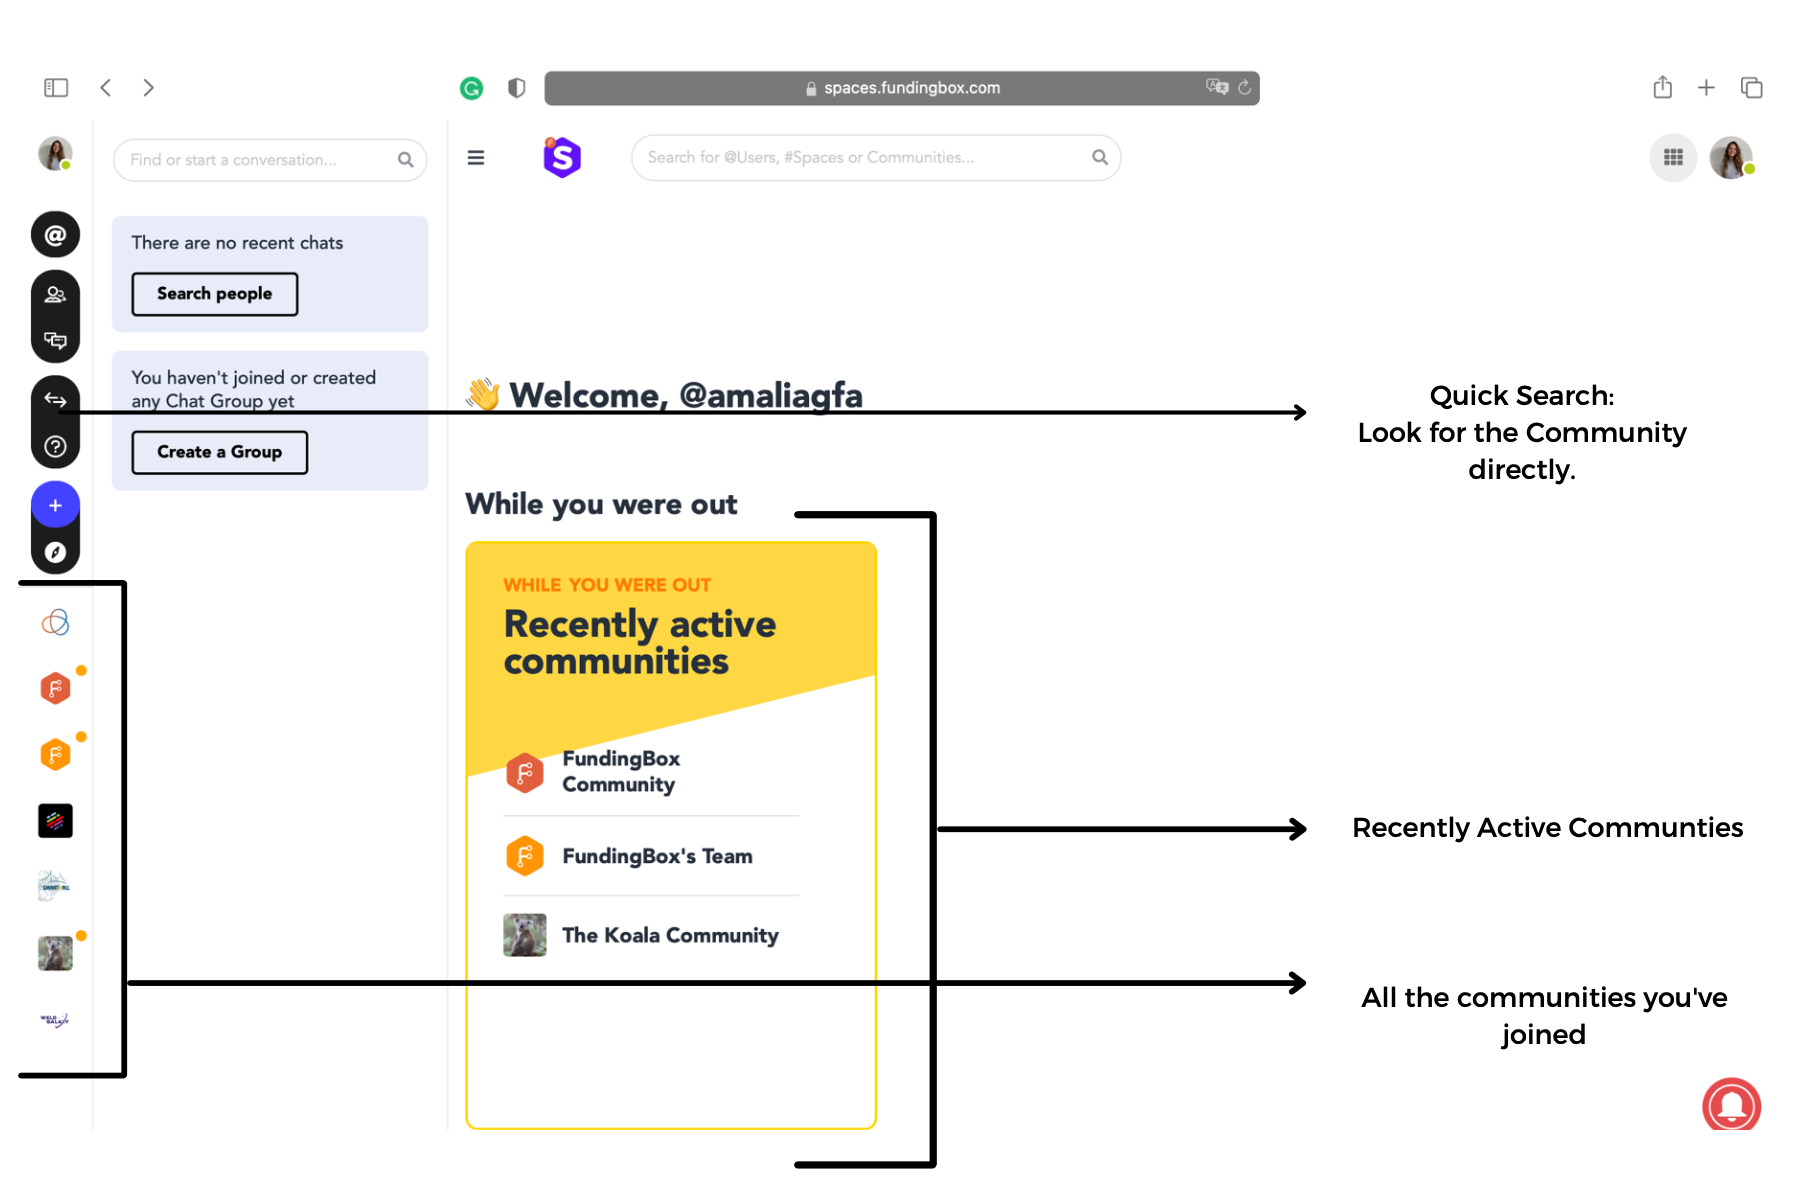 spaces.fundingbox.com
Find or start a conversation...
Search for @Users, #Spaces or Communities...
There are no recent chats
Search people
You haven't joined or created
any Chat Group yet
Create a Group
👋 Welcome, @amaliagfa
Quick Search:
Look for the Community
directly.
While you were out
WHILE YOU WERE OUT
Recently active
communities
FundingBox
Community
FundingBox's Team
The Koala Community
Recently Active Communties
All the communities you've
joined
SMART4ALL
WELD
GALAXY